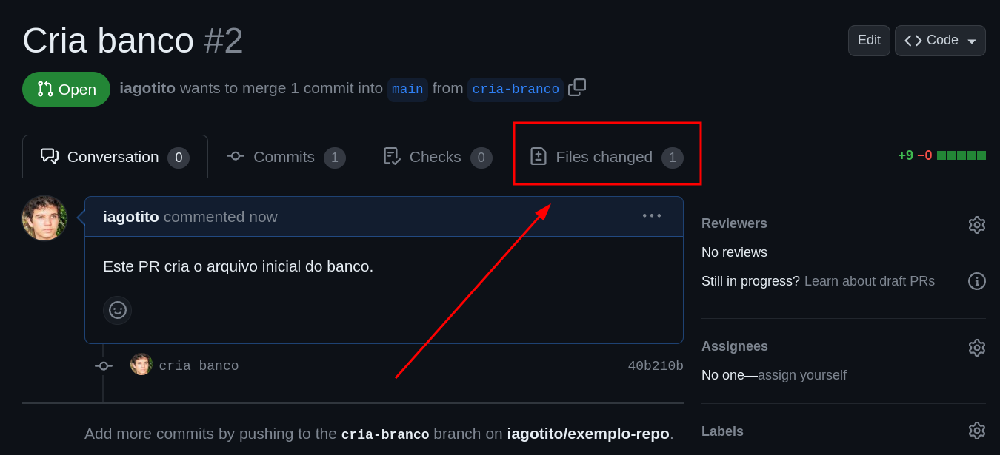 Cria banco #2
Edit
Code
Open
iagotito wants to merge 1 commit into main from cria-branco
Conversation 0
Commits 1
Checks 0
Files changed 1
+9 −0
iagotito commented now
Este PR cria o arquivo inicial do banco.
cria banco 40b210b
Add more commits by pushing to the cria-branco branch on iagotito/exemplo-repo.
Reviewers
No reviews
Still in progress? Learn about draft PRs
Assignees
No one—assign yourself
Labels